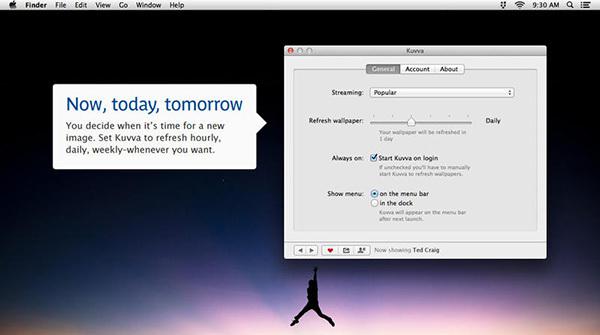 Finder File Edit View Go Window Help 9:30 AM
Kuvva
Now, today, tomorrow
You decide when it's time for a new
image. Set Kuvva to refresh hourly,
daily, weekly-whenever you want.
General Account About
Streaming: Popular
Refresh wallpaper: Daily
Your wallpaper will be refreshed in
1 day
Always on: Start Kuvva on login
If unchecked you'll have to manually
start Kuvva to refresh wallpapers.
Show menu: on the menu bar
in the dock
Kuvva will appear on the menu bar
after next launch.
Now showing Ted Craig